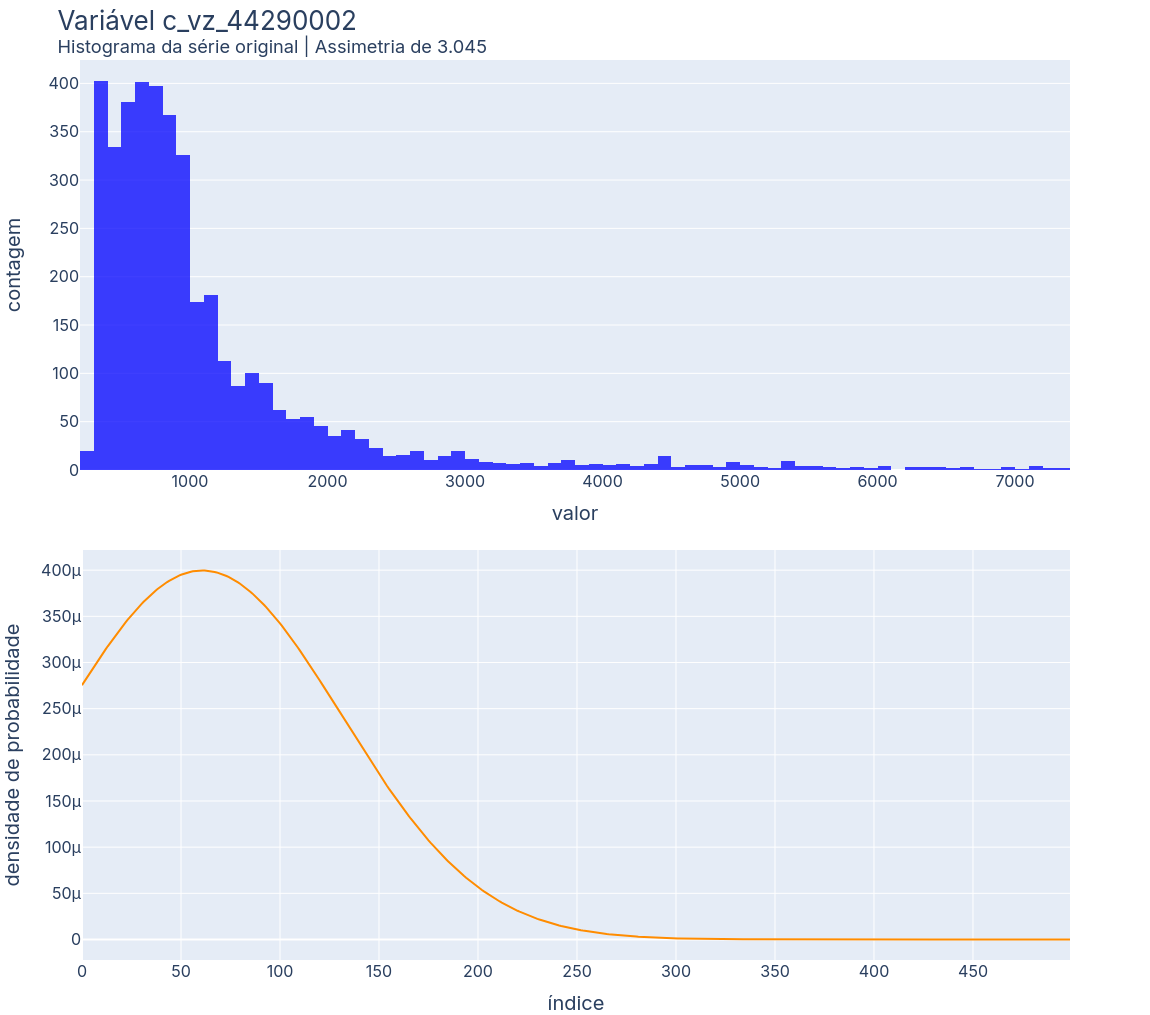 Variável c_vz_44290002
Histograma da série original | Assimetria de 3.045
contagem
400
350
300
250
200
150
100
50
0
1000 2000 3000 4000 5000 6000 7000
valor
densidade de probabilidade
400µ
350µ
300µ
250µ
200µ
150µ
100µ
50µ
0
0 50 100 150 200 250 300 350 400 450
índice